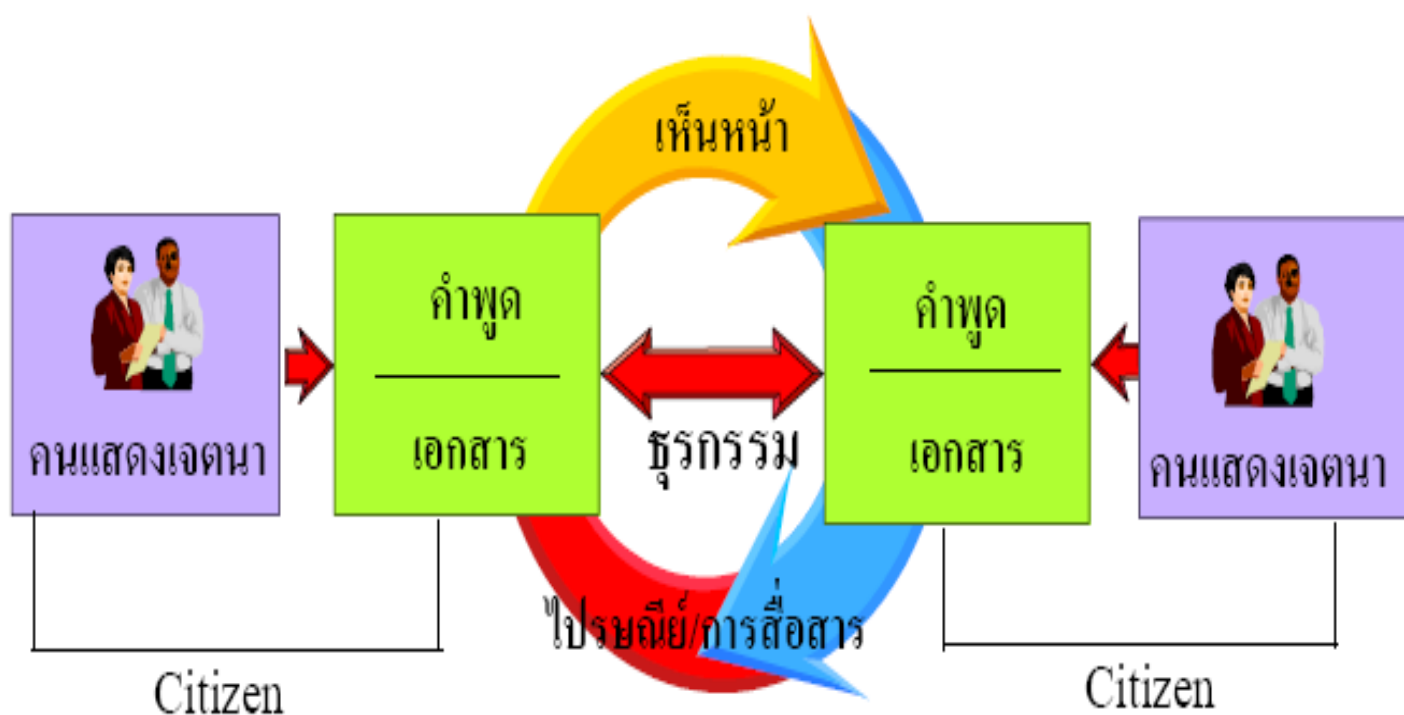 เห็นหน้า
คำพูด
เอกสาร
คนแสดงเจตนา
ธุรกรรม
คำพูด
เอกสาร
คนแสดงเจตนา
ไปรษณีย์/การสื่อสาร
Citizen
Citizen